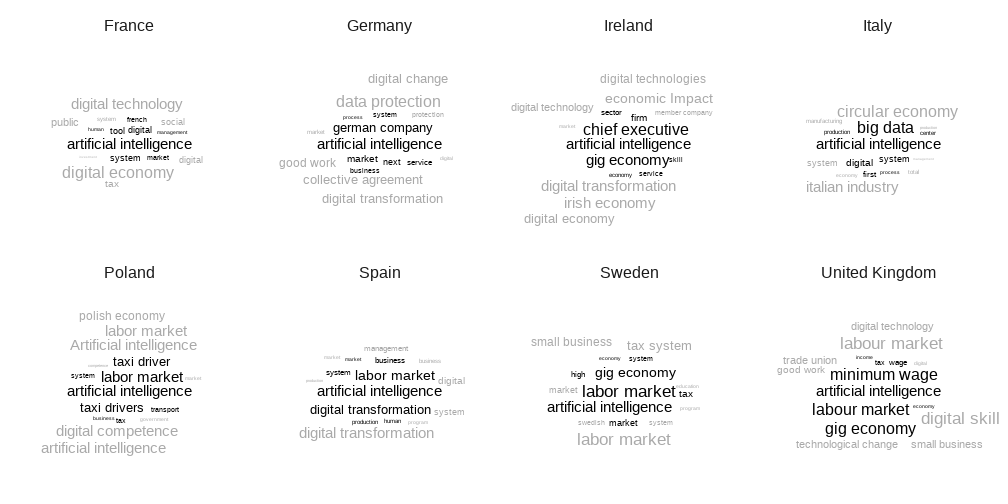 France
digital technology
public system french social
human tool digital management
artificial intelligence
system market digital
digital economy
tax
Germany
digital change
data protection
process system protection
market german company
artificial intelligence
good work market next service digital
business
collective agreement
digital transformation
Ireland
digital technologies
economic Impact
digital technology sector firm member company
market chief executive
artificial intelligence
gig economy skill
economy service
digital transformation
irish economy
digital economy
Italy
circular economy
manufacturing big data
production center
artificial intelligence
system digital system
economy first process total
italian industry
Poland
polish economy
labor market
Artificial intelligence
taxi driver
competence
system labor market market
artificial intelligence
taxi drivers transport
business tax government
digital competence
artificial intelligence
Spain
management
market market business business
system labor market digital
artificial intelligence
digital transformation system
production human program
digital transformation
Sweden
small business tax system
economy system
high gig economy
market labor market education tax
artificial intelligence program
swedish market system
labor market
United Kingdom
digital technology
labour market
trade union income tax wage digital
good work minimum wage
artificial intelligence
labour market economy
digital skill
gig economy
technological change small business